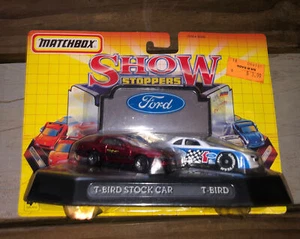 MATCHBOX
SHOW
STOPPERS
Ford
T-BIRD STOCK CAR
T-BIRD